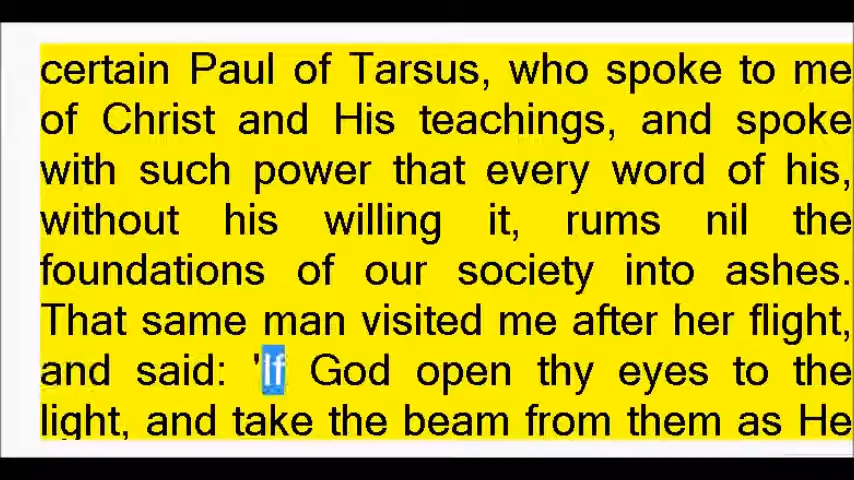 certain Paul of Tarsus, who spoke to me
of Christ and His teachings, and spoke
with such power that every word of his,
without his willing it, rums nil the
foundations of our society into ashes.
That same man visited me after her flight,
and said: 'If God open thy eyes to the
light, and take the beam from them as He